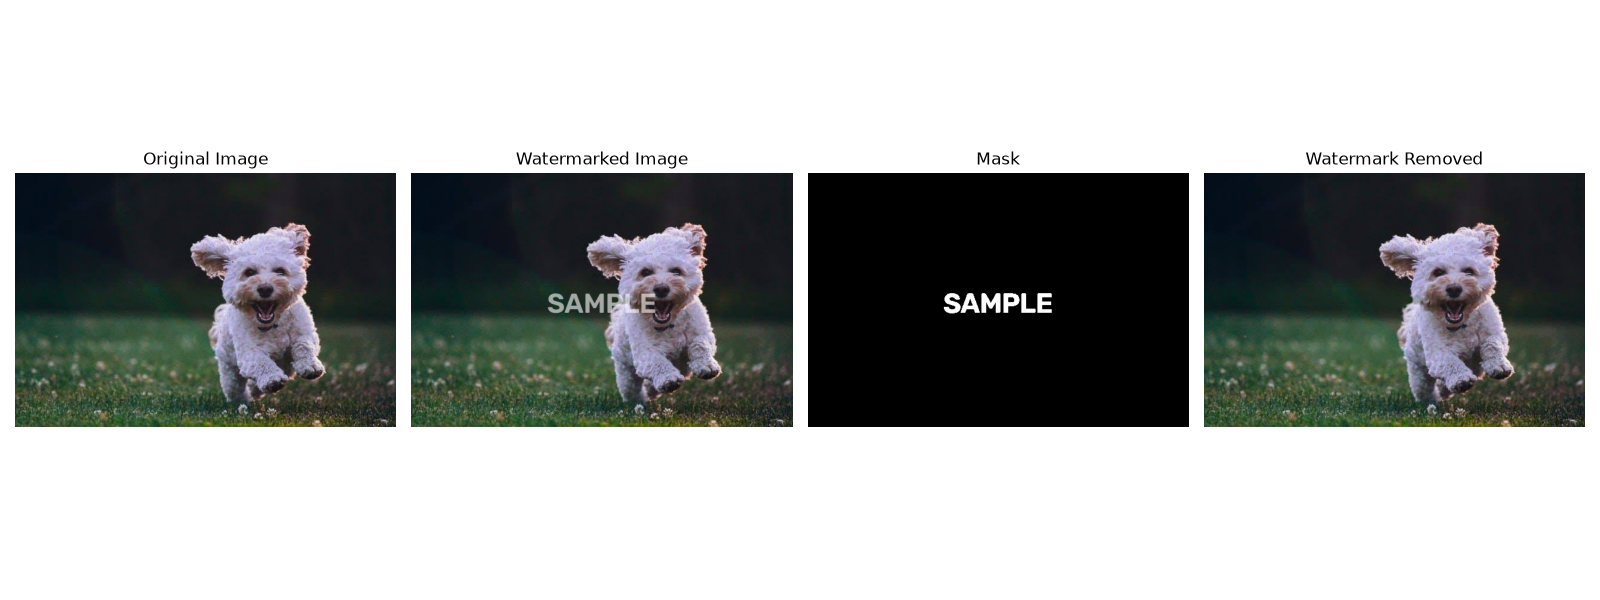 Original Image
Watermarked Image
Mask
Watermark Removed
SAMPLE
SAMPLE